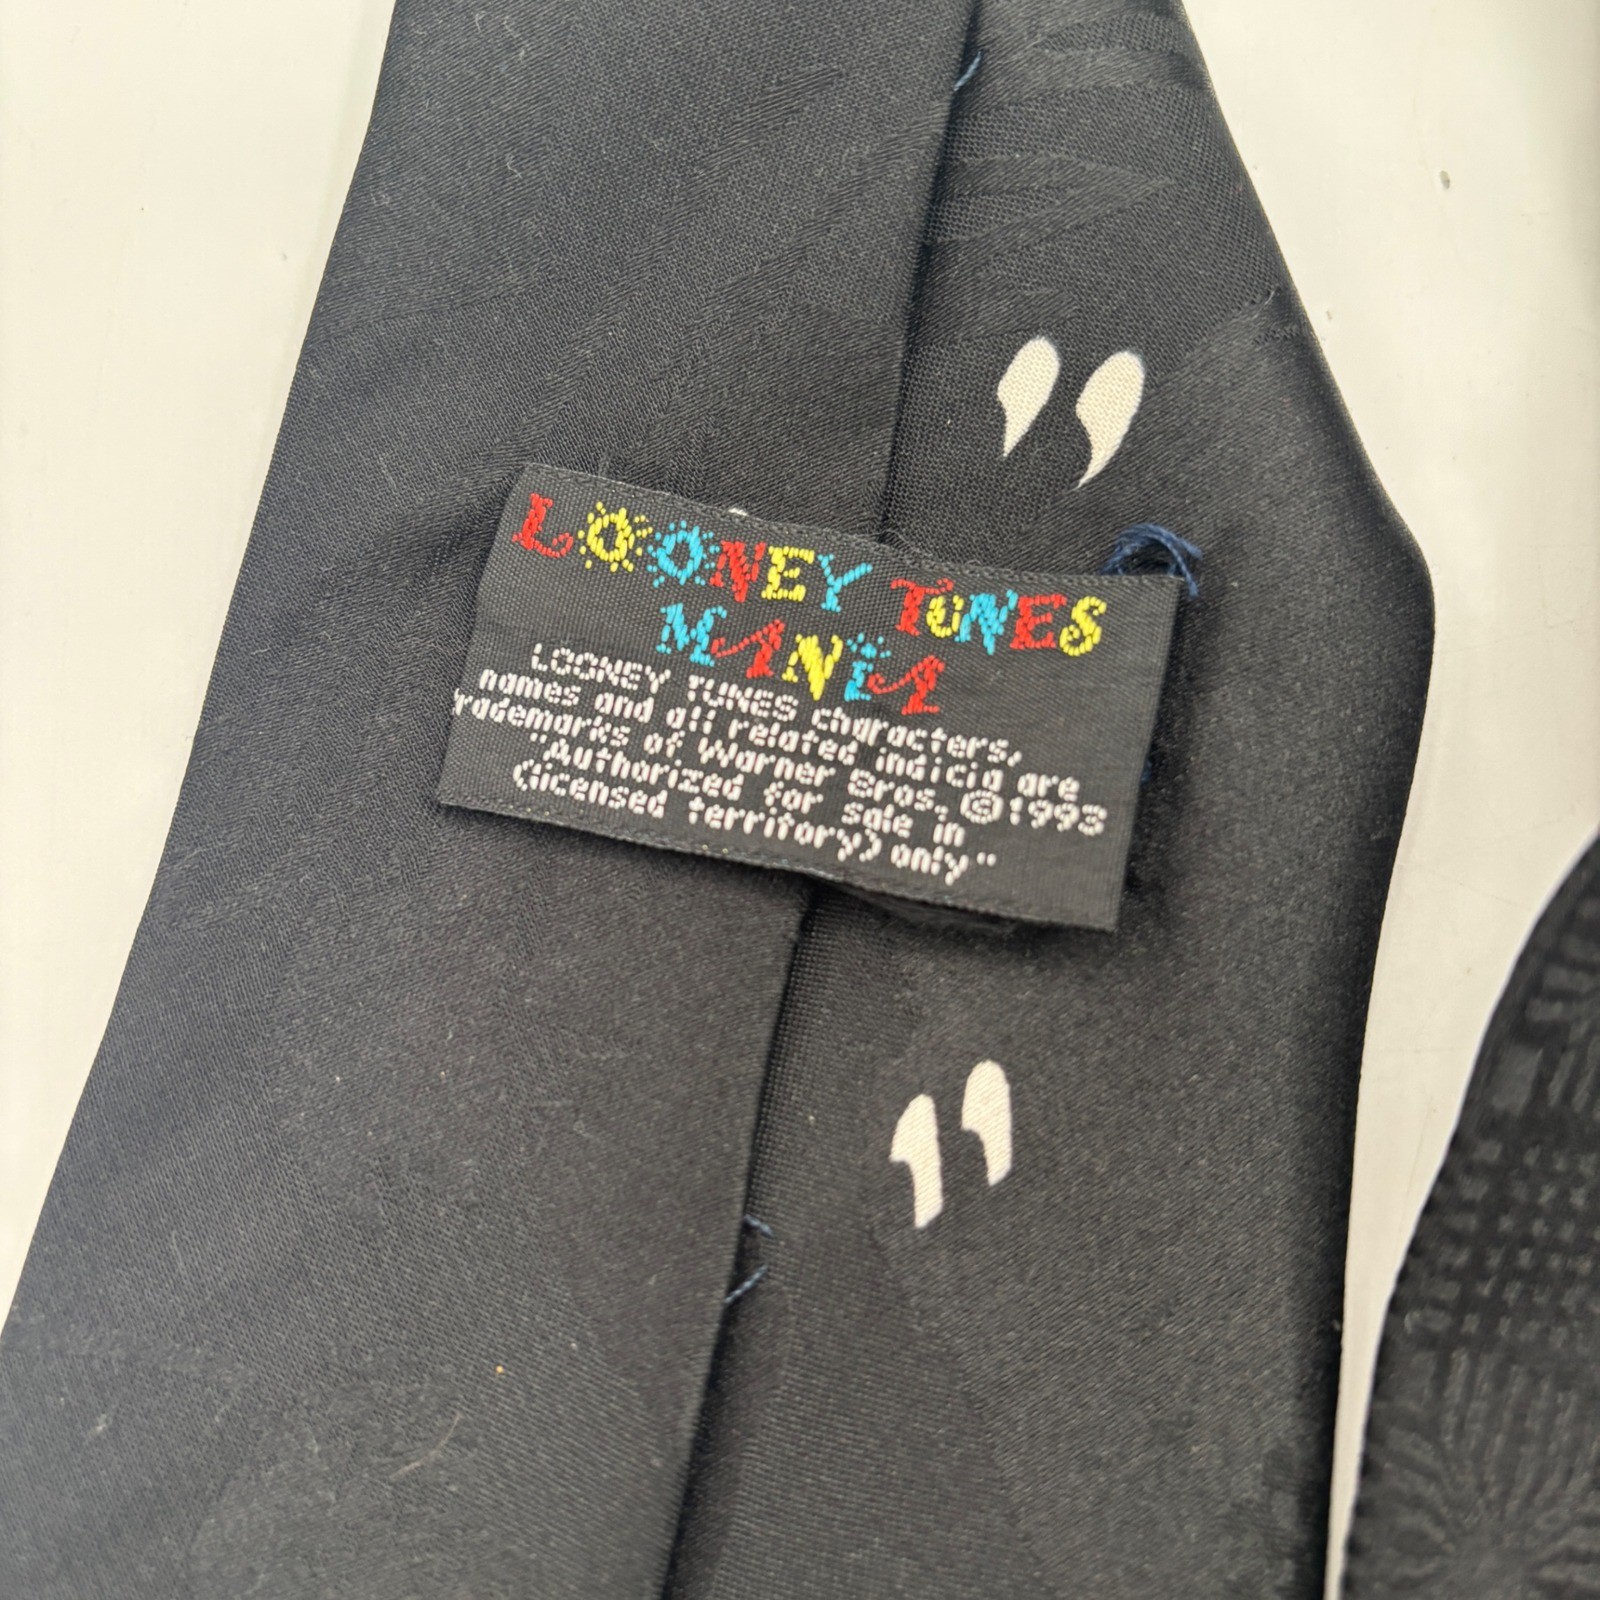 LOONEY TUNES
MANIA
LOONEY TUNES characters,
names and all related indicia are
trademarks of Warner Bros, ©1993
"Authorized for sale in
(licensed territory) only"